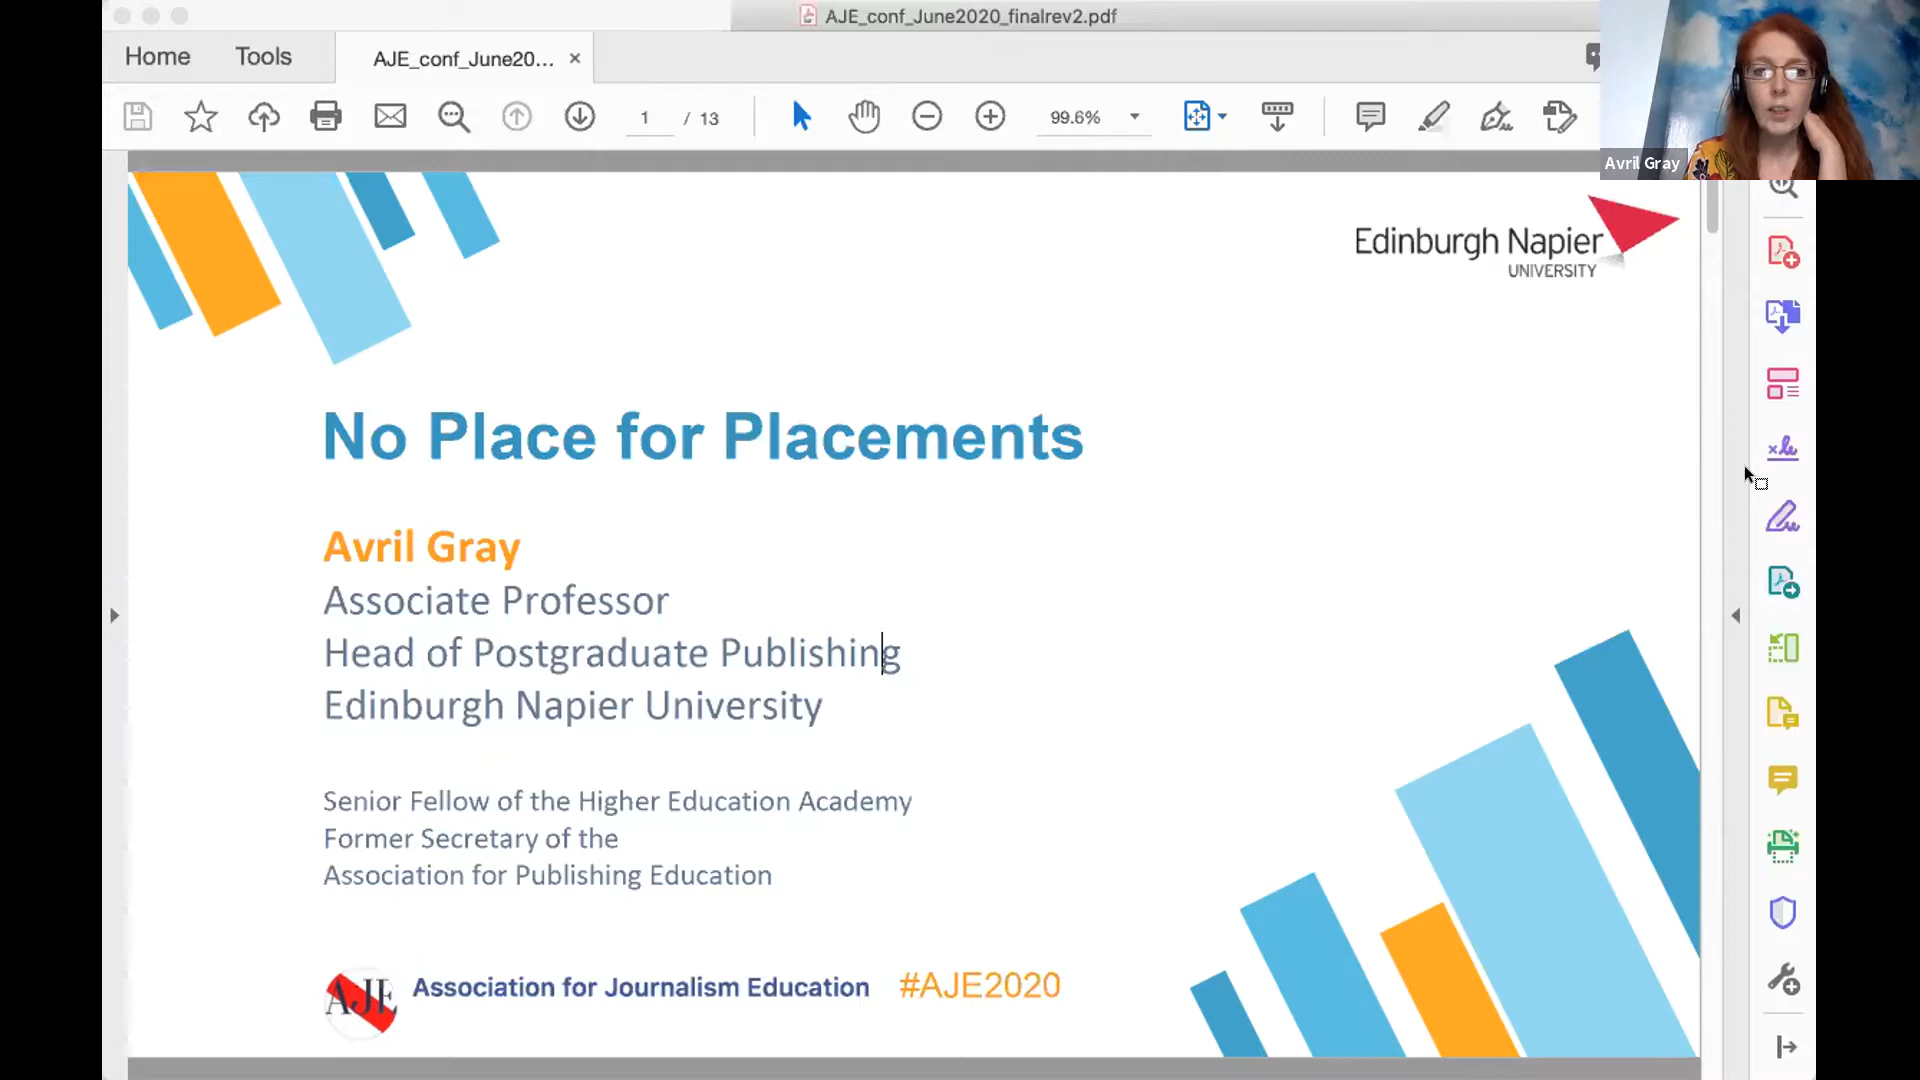 AJE_conf_June2020_finalrev2.pdf
Home
Tools
AJE_conf_June20...
1 / 13
99.6%
Avril Gray
Edinburgh Napier
UNIVERSITY
No Place for Placements
Avril Gray
Associate Professor
Head of Postgraduate Publishing
Edinburgh Napier University
Senior Fellow of the Higher Education Academy
Former Secretary of the
Association for Publishing Education
AJE
Association for Journalism Education
#AJE2020